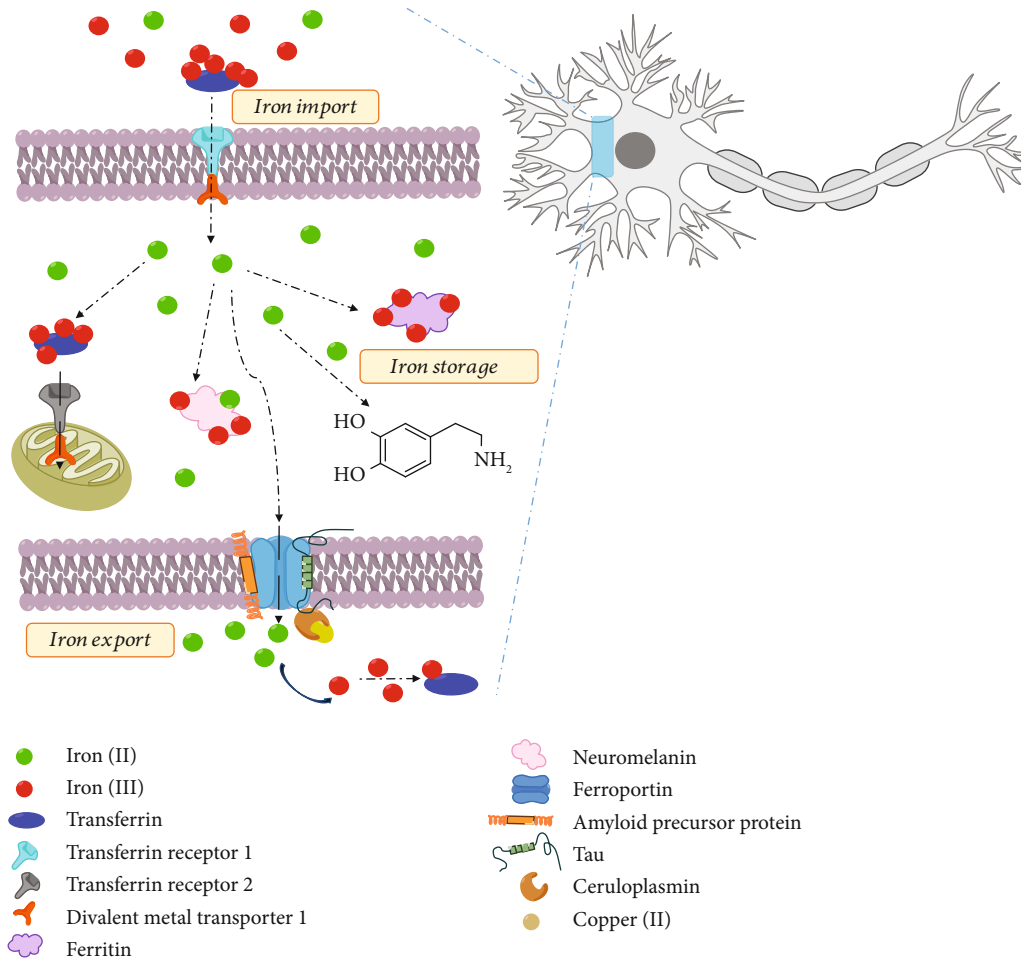 Iron import
Iron storage
HO
HO
NH₂
Iron export
Iron (II)
Iron (III)
Transferrin
Transferrin receptor 1
Transferrin receptor 2
Divalent metal transporter 1
Ferritin
Neuromelanin
Ferroportin
Amyloid precursor protein
Tau
Ceruloplasmin
Copper (II)